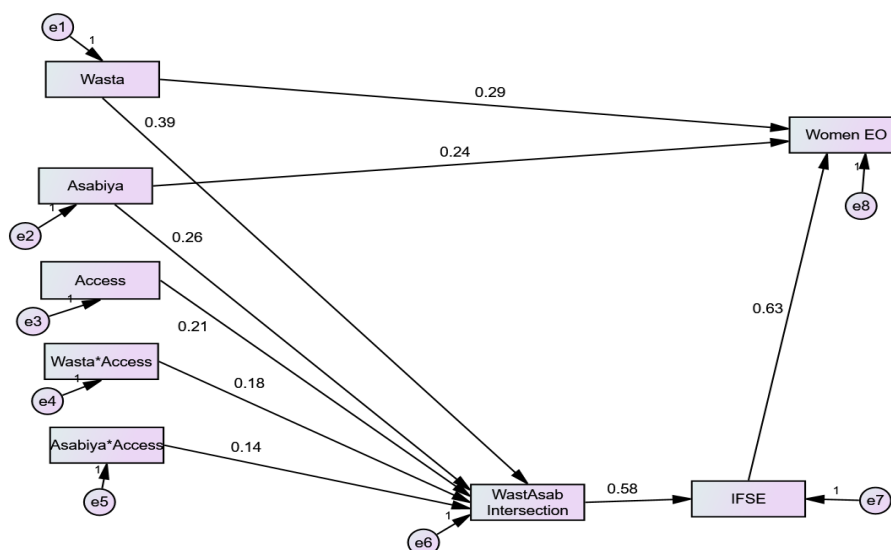 e1
1
Wasta
0.29
0.39
Women EO
0.24
1
e8
Asabiya
1
e2
0.26
Access
1
e3
0.21
0.63
Wasta*Access
1
e4
0.18
Asabiya*Access
1
e5
0.14
WastAsab
Intersection
0.58
IFSE
1
e7
1
e6